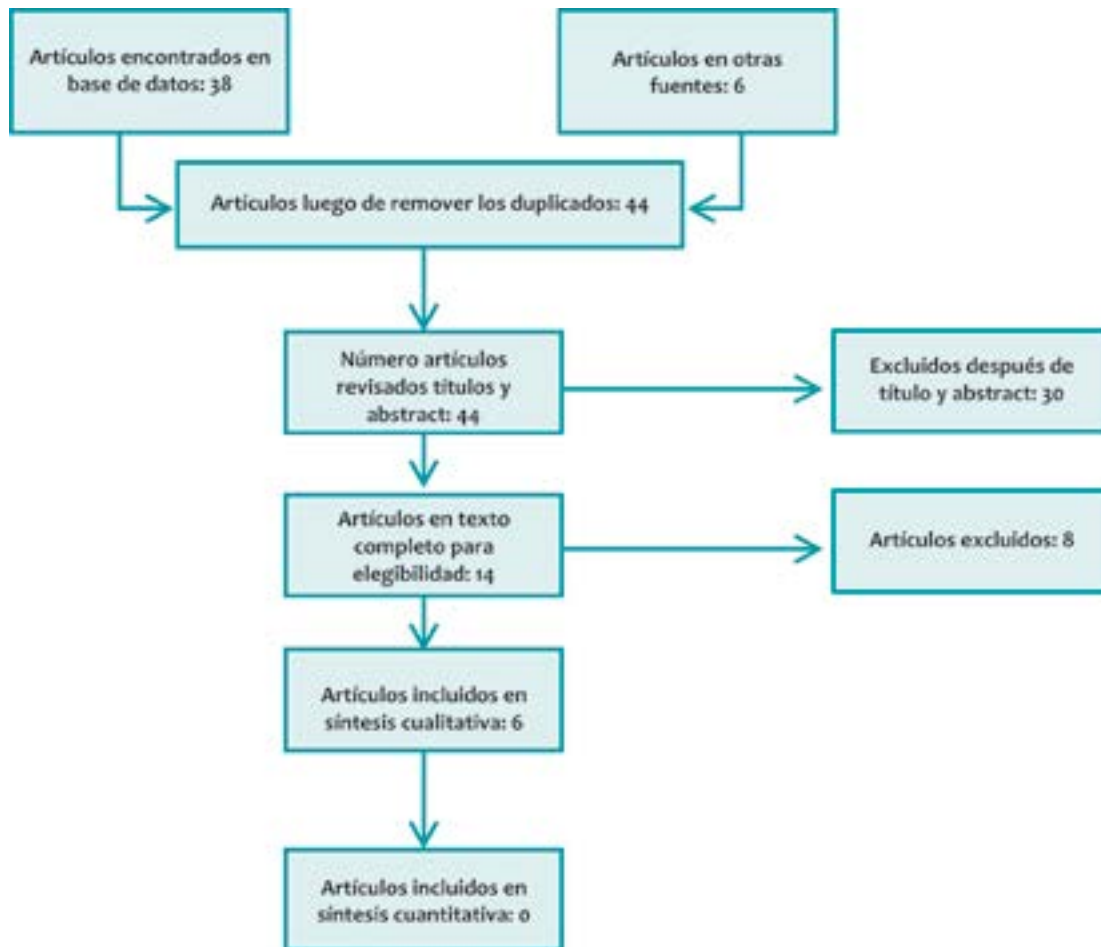 Artículos encontrados en
base de datos: 38
Artículos en otras
fuentes: 6
Artículos luego de remover los duplicados: 44
Número artículos
revisados títulos y
abstract: 44
Excluidos después de
título y abstract: 30
Artículos en texto
completo para
elegibilidad: 14
Artículos excluidos: 8
Artículos incluidos en
síntesis cualitativa: 6
Artículos incluidos en
síntesis cuantitativa: 0